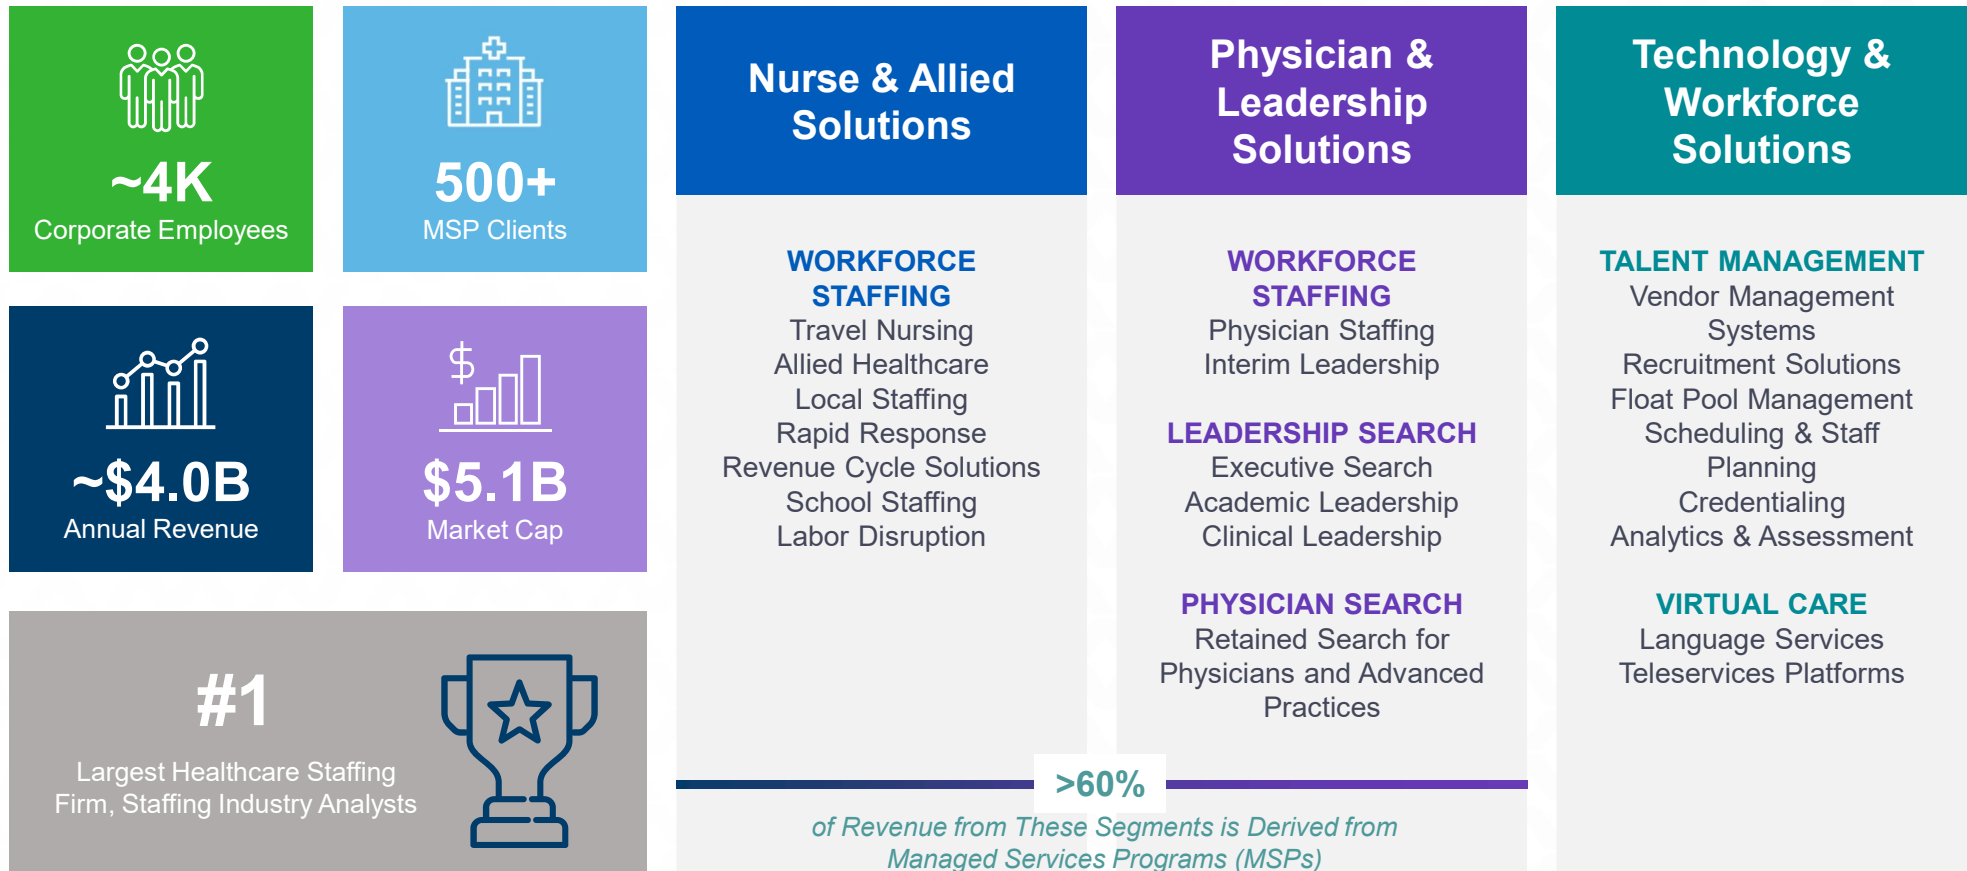 ~4K
Corporate Employees
500+
MSP Clients
~$4.0B
Annual Revenue
$5.1B
Market Cap
#1
Largest Healthcare Staffing
Firm, Staffing Industry Analysts
Nurse & Allied
Solutions
WORKFORCE
STAFFING
Travel Nursing
Allied Healthcare
Local Staffing
Rapid Response
Revenue Cycle Solutions
School Staffing
Labor Disruption
Physician &
Leadership
Solutions
WORKFORCE
STAFFING
Physician Staffing
Interim Leadership
LEADERSHIP SEARCH
Executive Search
Academic Leadership
Clinical Leadership
PHYSICIAN SEARCH
Retained Search for
Physicians and Advanced
Practices
>60%
of Revenue from These Segments is Derived from
Managed Services Programs (MSPs)
Technology &
Workforce
Solutions
TALENT MANAGEMENT
Vendor Management
Systems
Recruitment Solutions
Float Pool Management
Scheduling & Staff
Planning
Credentialing
Analytics & Assessment
VIRTUAL CARE
Language Services
Teleservices Platforms